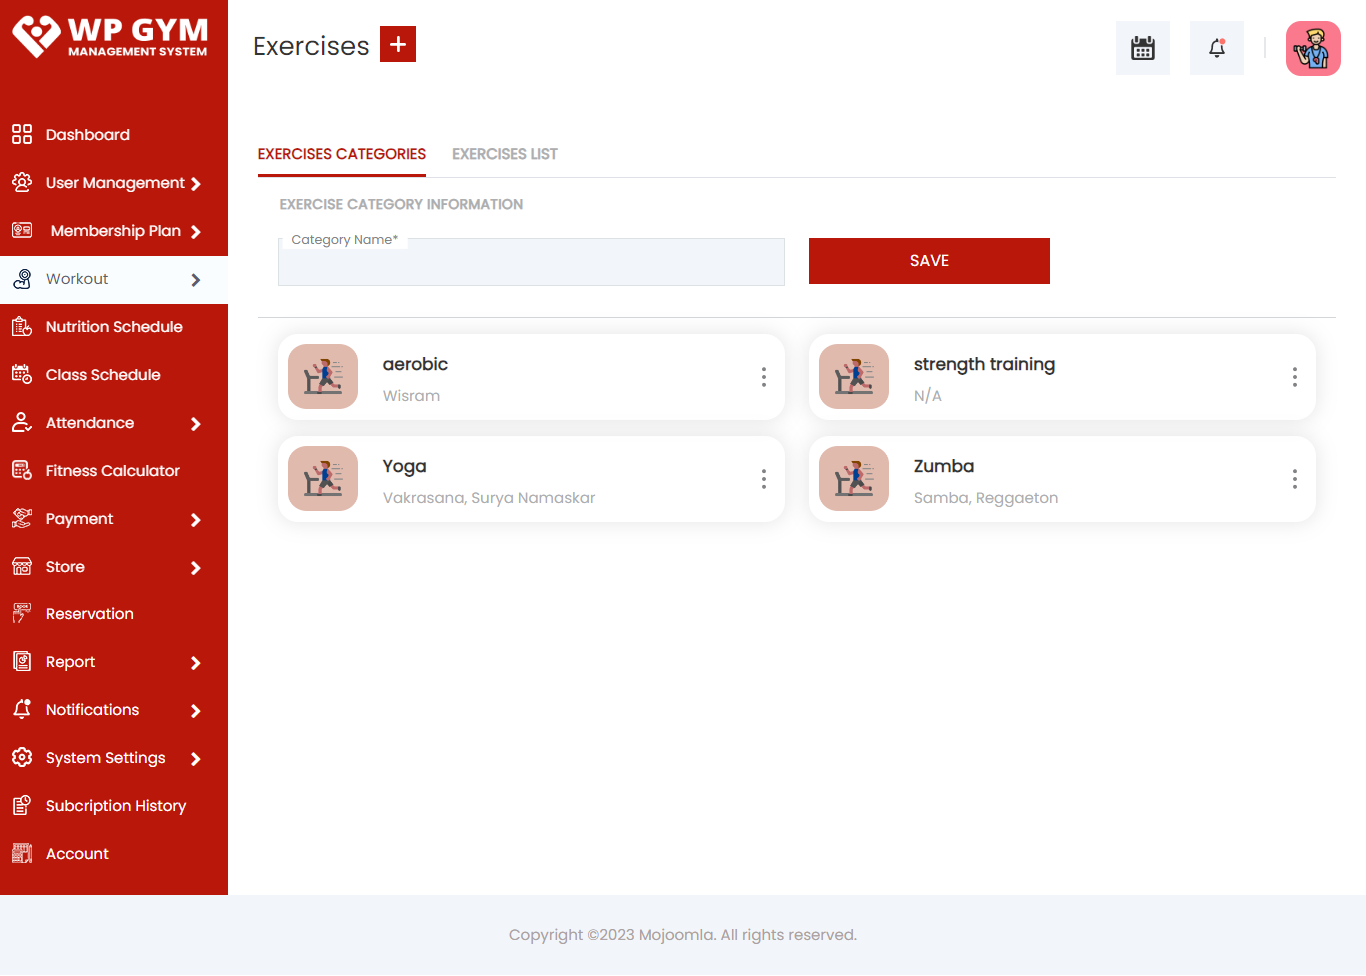 WP GYM
MANAGEMENT SYSTEM
Exercises
Dashboard
User Management
Membership Plan
Workout
Nutrition Schedule
Class Schedule
Attendance
Fitness Calculator
Payment
Store
Reservation
Report
Notifications
System Settings
Subcription History
Account
EXERCISES CATEGORIES EXERCISES LIST
EXERCISE CATEGORY INFORMATION
Category Name*
SAVE
aerobic
Wisram
strength training
N/A
Yoga
Vakrasana, Surya Namaskar
Zumba
Samba, Reggaeton
Copyright ©2023 Mojoomla. All rights reserved.